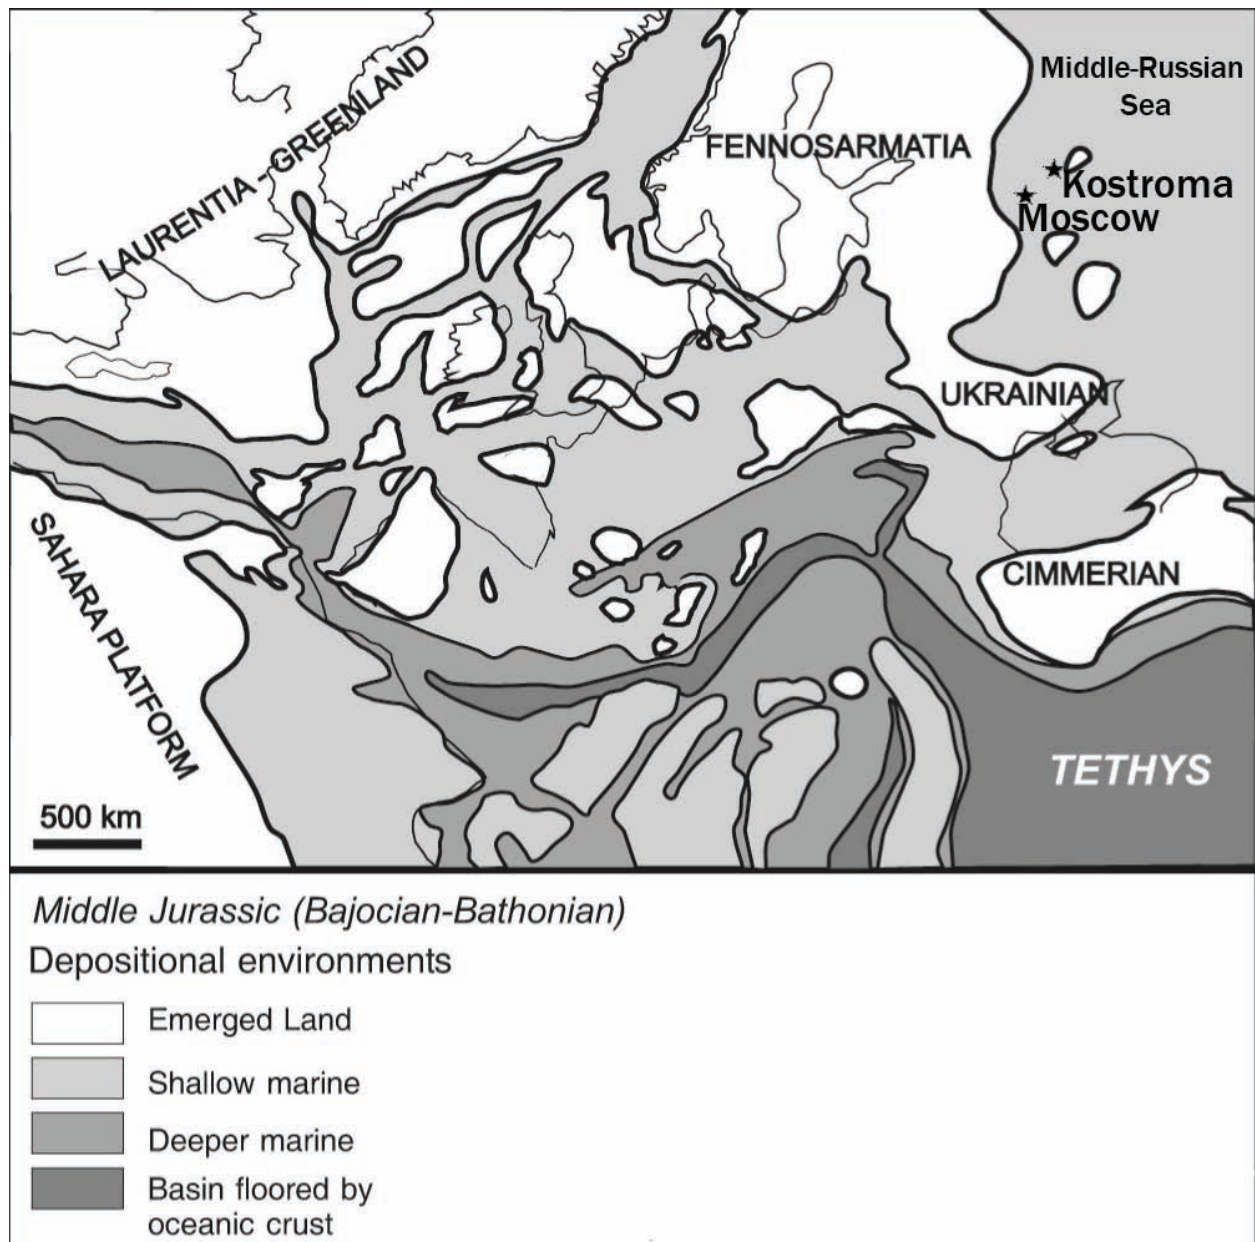 Middle-Russian
Sea
LAURENTIA - GREENLAND
FENNOSARMATIA
Kostroma
Moscow
UKRAINIAN
SAHARA PLATFORM
CIMMERIAN
TETHYS
500 km
Middle Jurassic (Bajocian-Bathonian)
Depositional environments
Emerged Land
Shallow marine
Deeper marine
Basin floored by
oceanic crust